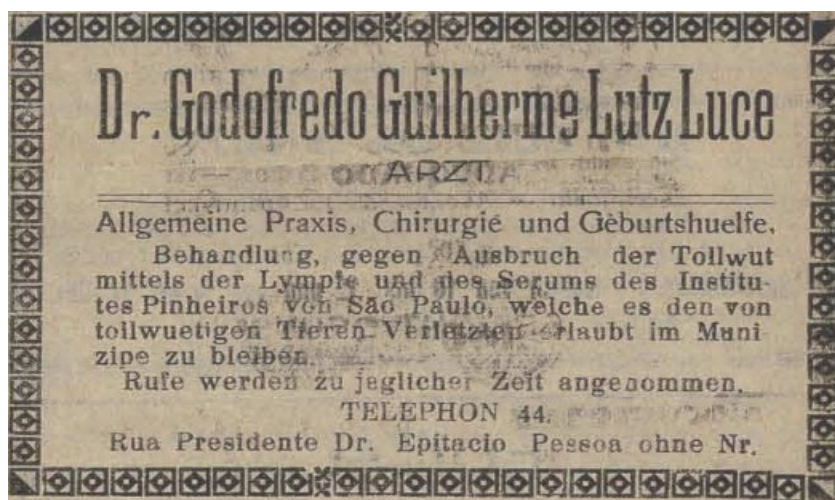 Dr. Godofredo Guilherme Lutz Luce
ARZT
Allgemeine Praxis, Chirurgie und Geburtshuelfe.
Behandlung, gegen Ausbruch der Tollwut
mittels der Lymple und des Serums des Institu-
tes Pinheiros von São Paulo, welche es den von
tollwuetigen Tieren Verletzten erlaubt im Muni-
zipe zu bleiben.
Rufe werden zu jeglicher Zeit angenommen.
TELEPHON 44.
Rua Presidente Dr. Epitacio Pessoa ohne Nr.